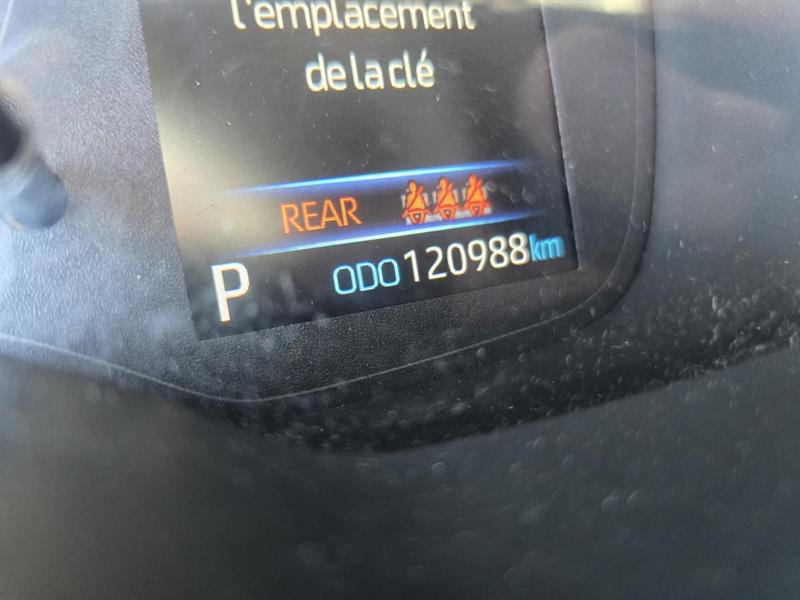 l'emplacement
de la clé
REAR
P ODO 120988 km